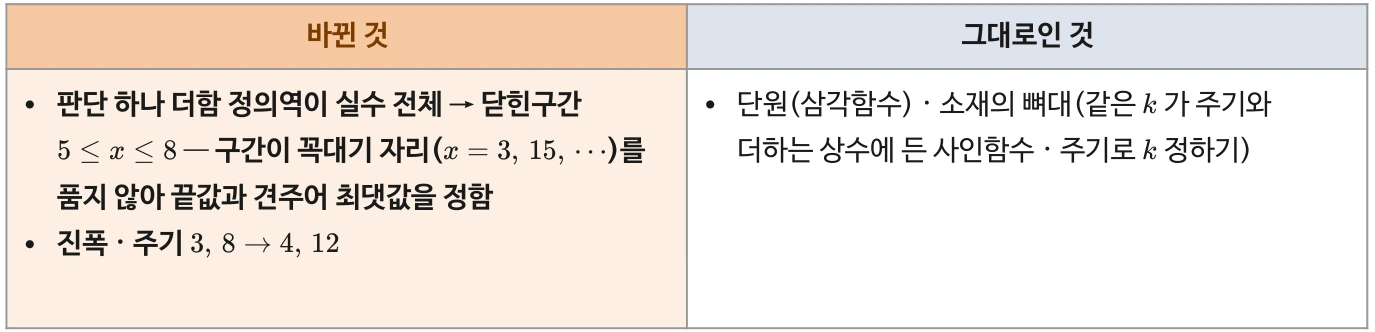 바뀐 것
그대로인 것
• 판단 하나 더함 정의역이 실수 전체 → 닫힌구간
5 ≤ x ≤ 8 — 구간이 꼭대기 자리(x = 3, 15, ⋯)를
품지 않아 끝값과 견주어 최댓값을 정함
• 진폭 · 주기 3, 8 → 4, 12
• 단원(삼각함수) · 소재의 뼈대(같은 k 가 주기와
더하는 상수에 든 사인함수 · 주기로 k 정하기)